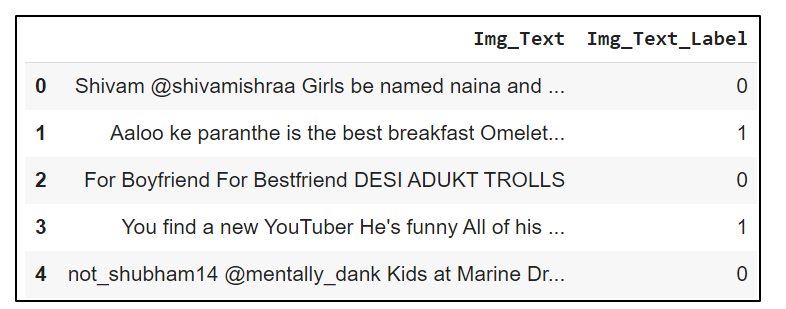 Img_Text Img_Text_Label
0 Shivam @shivamishraa Girls be named naina and ... 0
1 Aaloo ke paranthe is the best breakfast Omelet... 1
2 For Boyfriend For Bestfriend DESI ADUKT TROLLS 0
3 You find a new YouTuber He's funny All of his ... 1
4 not_shubham14 @mentally_dank Kids at Marine Dr... 0